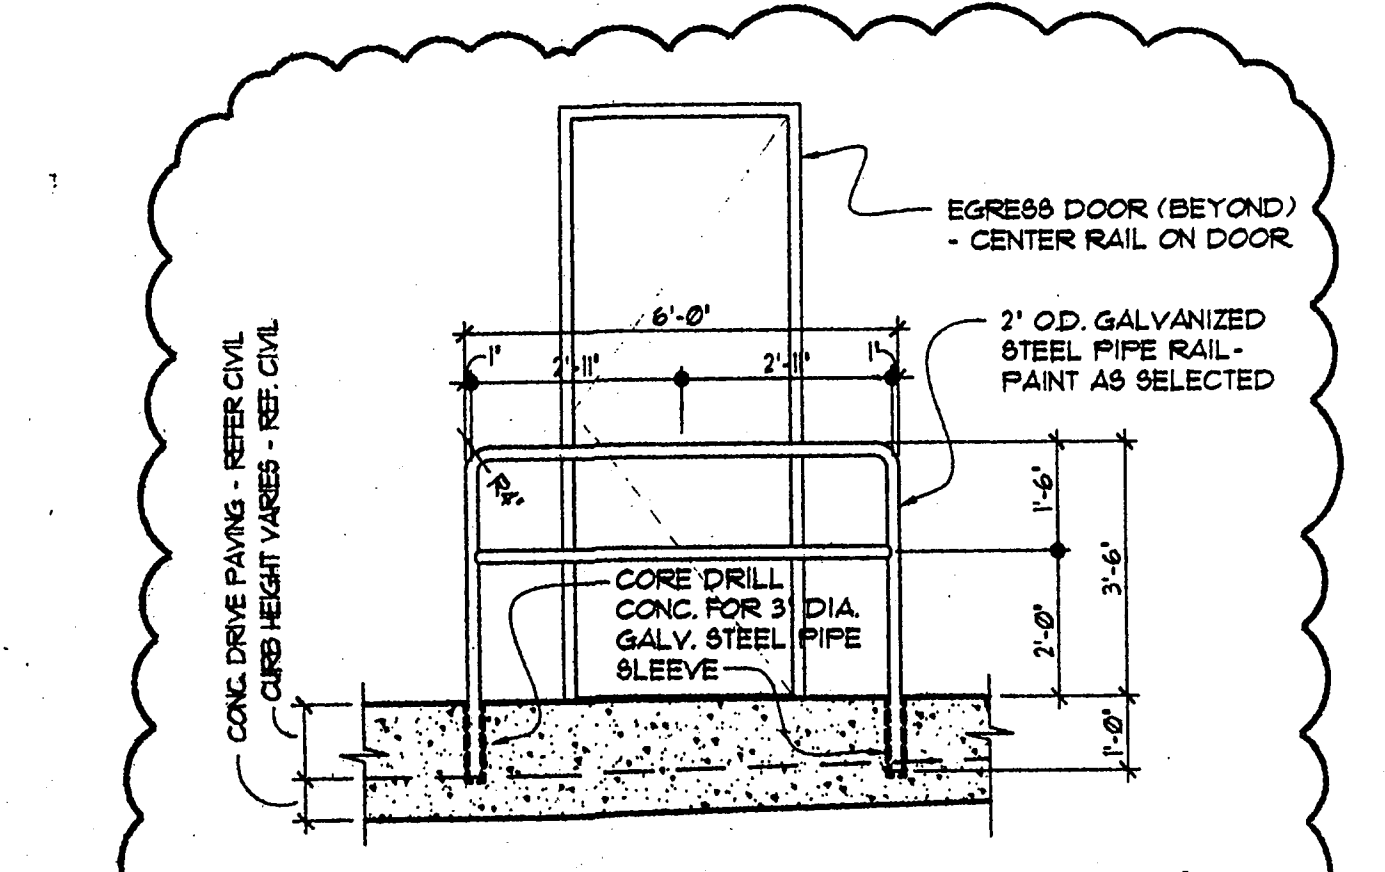 EGRESS DOOR (BEYOND)
- CENTER RAIL ON DOOR
6'-0"
1"
2'-11"
2'-11"
1"
2" O.D. GALVANIZED
STEEL PIPE RAIL-
PAINT AS SELECTED
CONC. DRIVE PAVING - REFER CIVIL
CURB HEIGHT VARIES - REF. CIVIL
1'-6"
3'-6"
2'-0"
1'-0"
CORE DRILL
CONC. FOR 3" DIA.
GALV. STEEL PIPE
SLEEVE